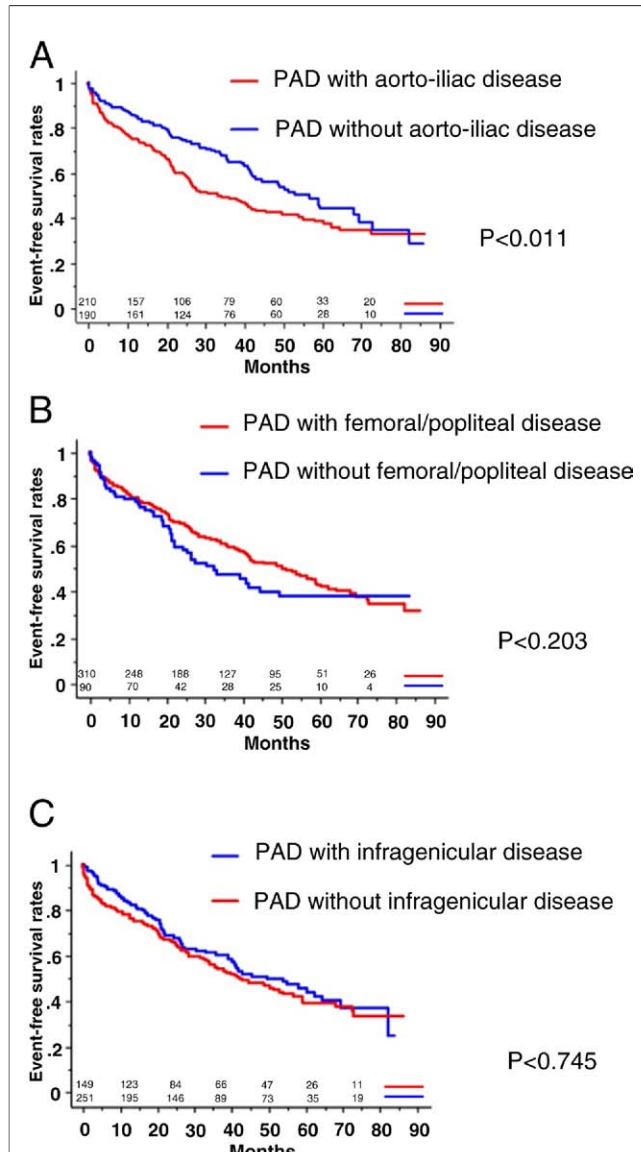 A
PAD with aorto-iliac disease
PAD without aorto-iliac disease
Event-free survival rates
1
.8
.6
.4
.2
0
P<0.011
210 157 106 79 60 33 20
190 161 124 76 60 28 10
0 10 20 30 40 50 60 70 80 90
Months
B
PAD with femoral/popliteal disease
PAD without femoral/popliteal disease
Event-free survival rates
1
.8
.6
.4
.2
0
P<0.203
310 248 188 127 95 51 26
90 70 42 28 25 10 4
0 10 20 30 40 50 60 70 80 90
Months
C
PAD with infragenicular disease
PAD without infragenicular disease
Event-free survival rates
1
.8
.6
.4
.2
0
P<0.745
149 123 84 66 47 26 11
251 195 146 89 73 35 19
0 10 20 30 40 50 60 70 80 90
Months